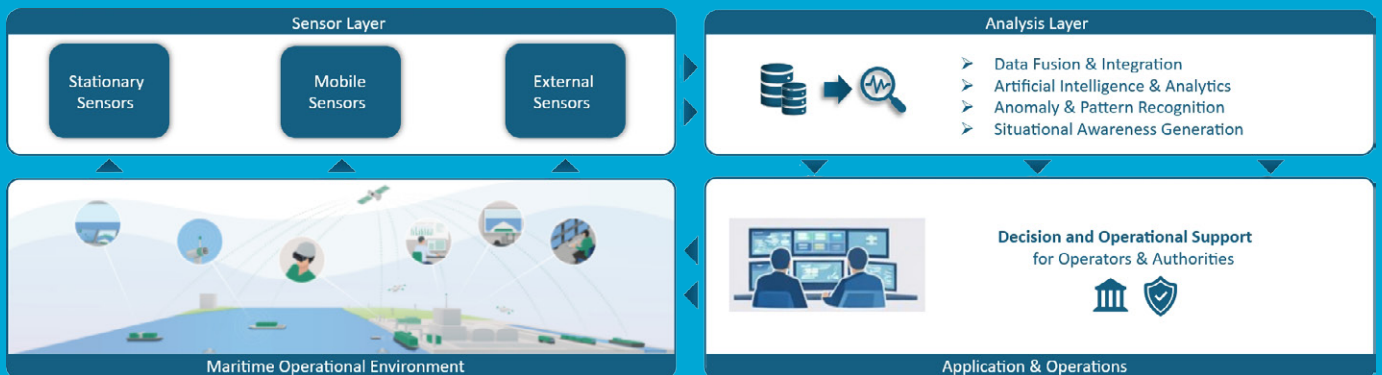 Sensor Layer
Stationary
Sensors
Mobile
Sensors
External
Sensors
Analysis Layer
Data Fusion & Integration
Artificial Intelligence & Analytics
Anomaly & Pattern Recognition
Situational Awareness Generation
Maritime Operational Environment
Decision and Operational Support
for Operators & Authorities
Application & Operations